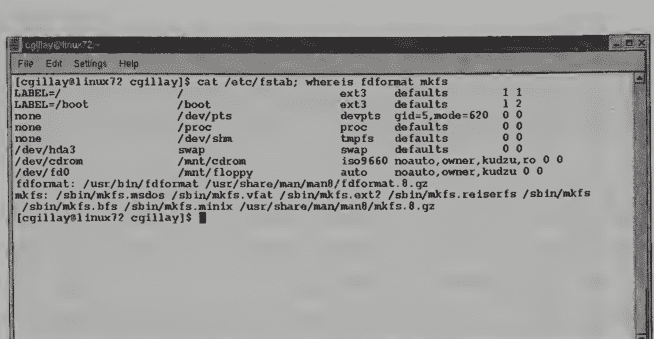 cgillay@linux72:~
File Edit Settings Help
[cgillay@linux72 cgillay]$ cat /etc/fstab; whereis fdformat mkfs
LABEL=/ / ext3 defaults 1 1
LABEL=/boot /boot ext3 defaults 1 2
none /dev/pts devpts gid=5,mode=620 0 0
none /proc proc defaults 0 0
none /dev/shm tmpfs defaults 0 0
/dev/hda3 swap swap defaults 0 0
/dev/cdrom /mnt/cdrom iso9660 noauto,owner,kudzu,ro 0 0
/dev/fd0 /mnt/floppy auto noauto,owner,kudzu 0 0
fdformat: /usr/bin/fdformat /usr/share/man/man8/fdformat.8.gz
mkfs: /sbin/mkfs.msdos /sbin/mkfs.vfat /sbin/mkfs.ext2 /sbin/mkfs.reiserfs /sbin/mkfs
/sbin/mkfs.bfs /sbin/mkfs.minix /usr/share/man/man8/mkfs.8.gz
[cgillay@linux72 cgillay]$